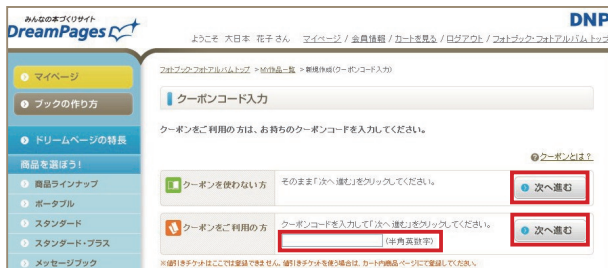 みんなの本づくりサイト
DreamPages
DNP
ようこそ 大日本 花子さん マイページ / 会員情報 / カートを見る / ログアウト / フォトブック・フォトアルバムトップ
マイページ
ブックの作り方
ドリームページの特長
商品を選ぼう!
商品ラインナップ
ポータブル
スタンダード
スタンダード・プラス
メッセージブック
フォトブック・フォトアルバムトップ > MY作品一覧 > 新規作成(クーポンコード入力)
クーポンコード入力
クーポンをご利用の方は、お持ちのクーポンコードを入力してください。
クーポンとは?
クーポンを使わない方 そのまま「次へ進む」をクリックしてください。 次へ進む
クーポンをご利用の方 クーポンコードを入力して「次へ進む」をクリックしてください。 次へ進む
(半角英数字)
※値引きチケットはここでは登録できません。値引きチケットを使う場合は、カート内商品ページにて登録してください。